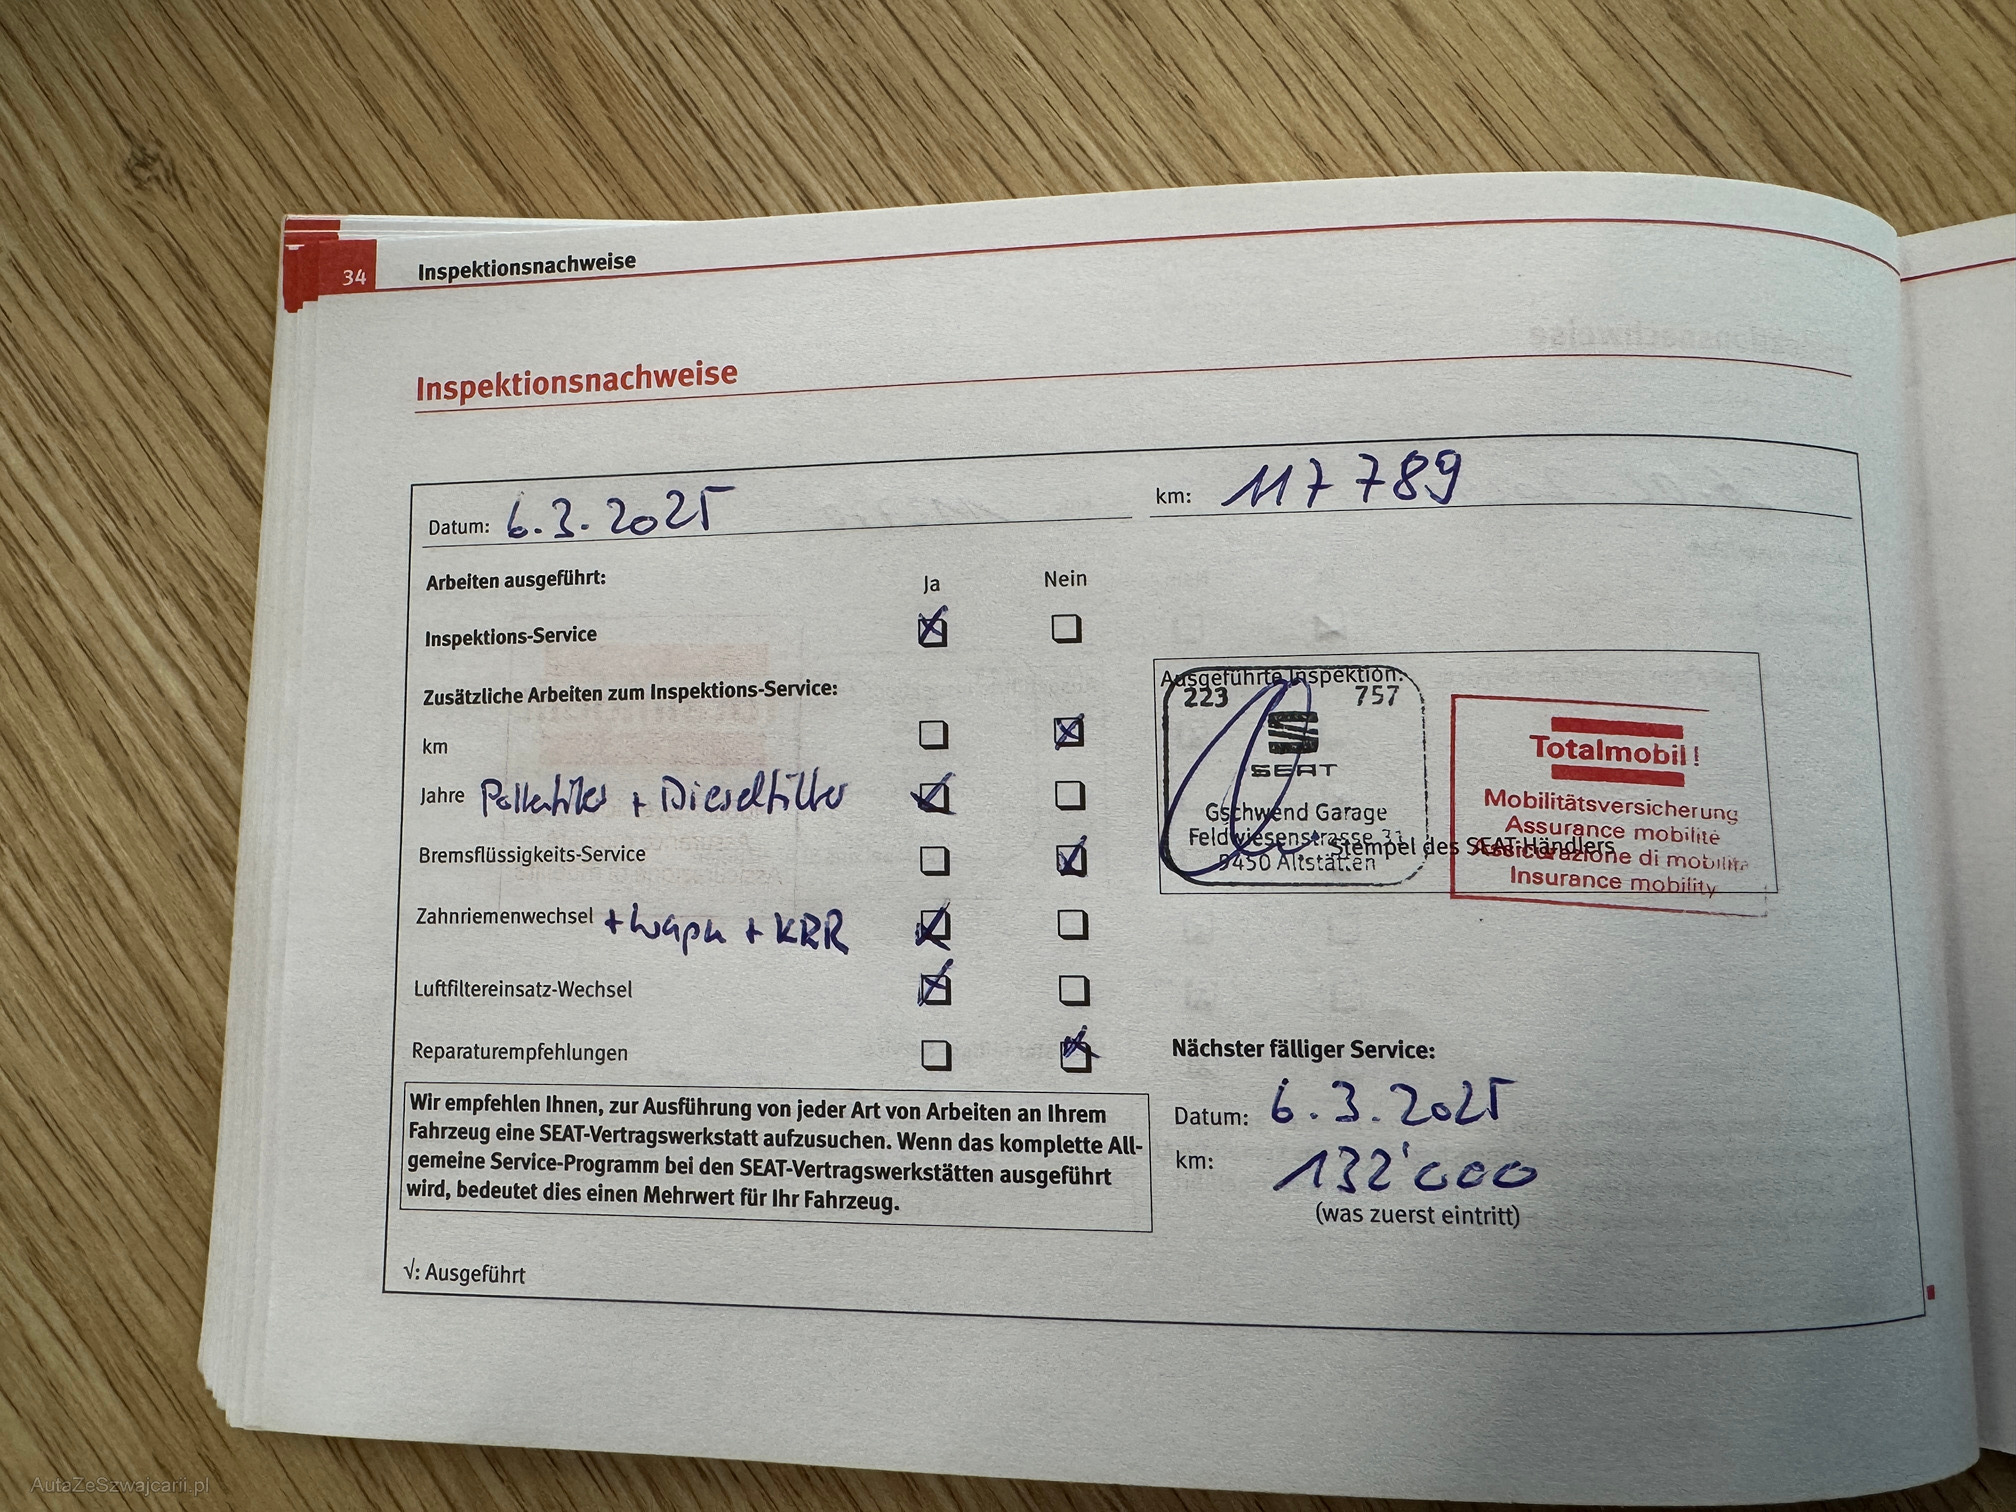 34 Inspektionsnachweise
Inspektionsnachweise
Datum: 6.3.2025 km: 117 789
Arbeiten ausgeführt: Ja Nein
Inspektions-Service
Zusätzliche Arbeiten zum Inspektions-Service:
km
Jahre Pollenfilter + Dieselfilter
Bremsflüssigkeits-Service
Zahnriemenwechsel + Wapu + KRR
Luftfiltereinsatz-Wechsel
Reparaturempfehlungen
Wir empfehlen Ihnen, zur Ausführung von jeder Art von Arbeiten an Ihrem
Fahrzeug eine SEAT-Vertragswerkstatt aufzusuchen. Wenn das komplette All-
gemeine Service-Programm bei den SEAT-Vertragswerkstätten ausgeführt
wird, bedeutet dies einen Mehrwert für Ihr Fahrzeug.
√: Ausgeführt
Ausgeführte Inspektion:
223 757
SEAT
Gschwend Garage
Feldwiesenstrasse 31
9450 Altstätten
Stempel des SEAT-Händlers
Totalmobil!
Mobilitätsversicherung
Assurance mobilité
Assicurazione di mobilità
Insurance mobility
Nächster fälliger Service:
Datum: 6.3.2025
km: 132'000
(was zuerst eintritt)
AutaZeSzwajcarii.pl